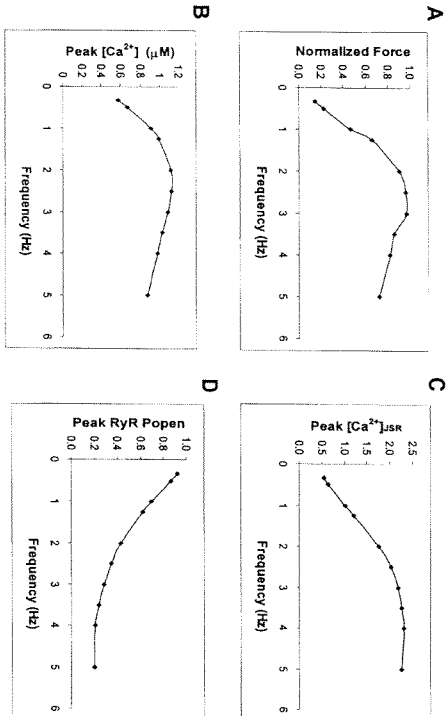 A
Normalized Force
1.0
0.8
0.6
0.4
0.2
0.0
0 1 2 3 4 5 6
Frequency (Hz)
B
Peak [Ca²⁺] (μM)
1.2
1
0.8
0.6
0.4
0.2
0
0 1 2 3 4 5 6
Frequency (Hz)
C
Peak [Ca²⁺]JSR
2.5
2.0
1.5
1.0
0.5
0.0
0 1 2 3 4 5 6
Frequency (Hz)
D
Peak RyR Popen
1.0
0.8
0.6
0.4
0.2
0.0
0 1 2 3 4 5 6
Frequency (Hz)